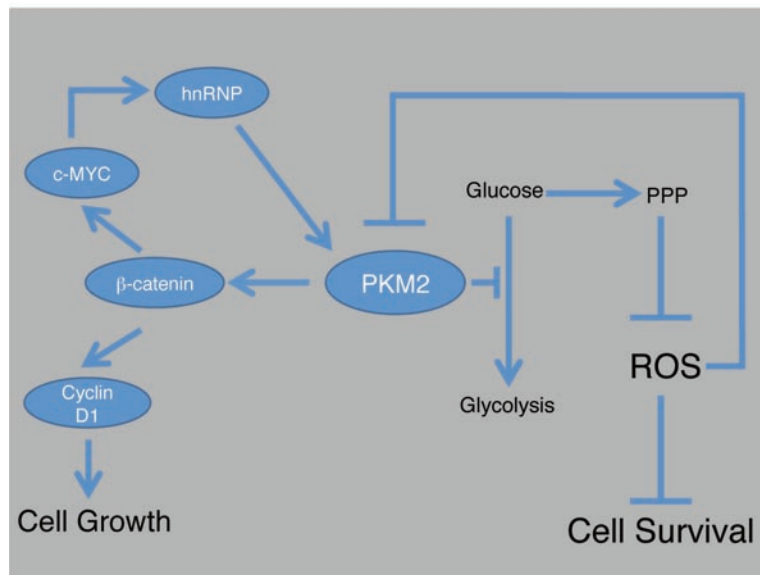 hnRNP
c-MYC
Glucose
PPP
β-catenin
PKM2
ROS
Cyclin
D1
Glycolysis
Cell Growth
Cell Survival